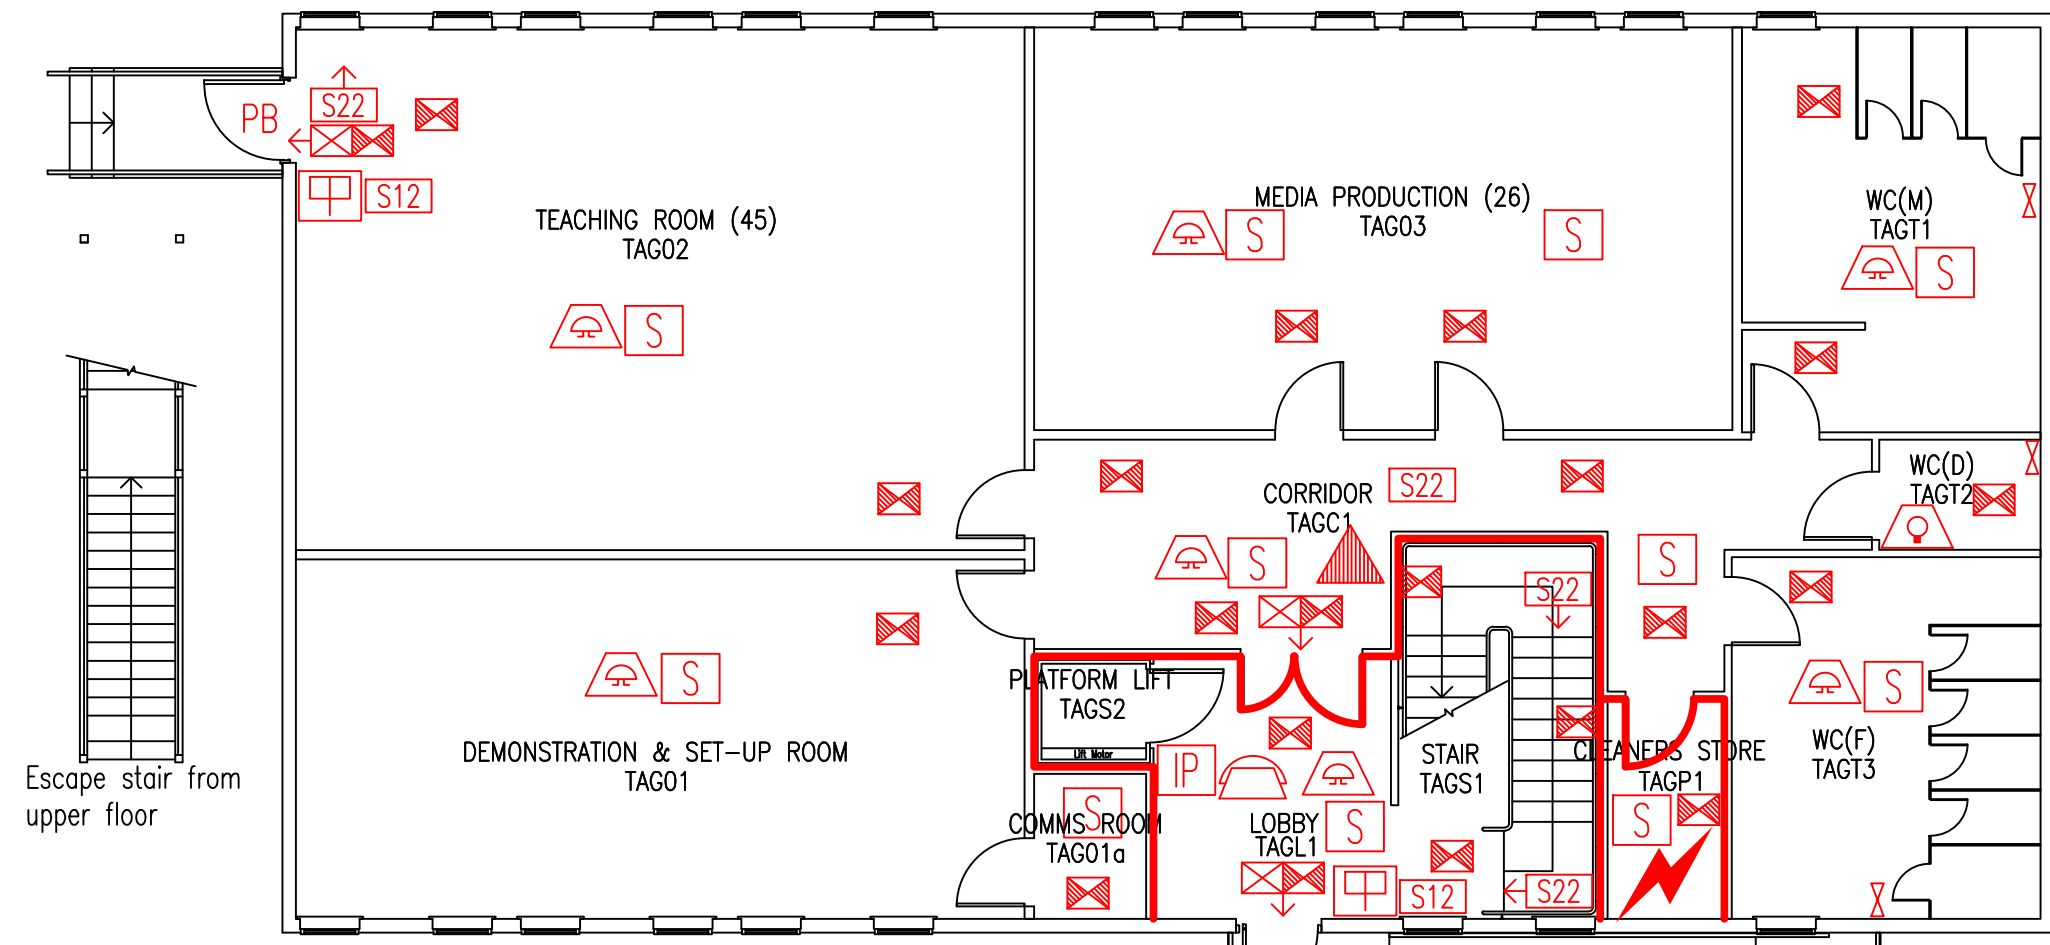 S22
PB
S12
TEACHING ROOM (45)
TAG02
S
MEDIA PRODUCTION (26)
TAG03
S
S
WC(M)
TAGT1
S
CORRIDOR
TAGC1
S22
S
S
WC(D)
TAGT2
S22
PLATFORM LIFT
TAGS2
Lift Motor
S
DEMONSTRATION & SET-UP ROOM
TAG01
S
COMMS ROOM
TAG01a
IP
LOBBY
TAGL1
S
S12
STAIR
TAGS1
S22
CLEANERS STORE
TAGP1
S
S
WC(F)
TAGT3
Escape stair from
upper floor